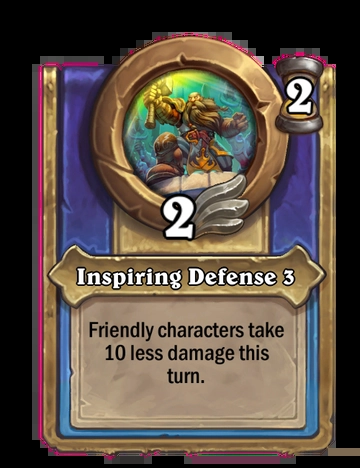 2
2
Inspiring Defense 3
Friendly characters take
10 less damage this
turn.